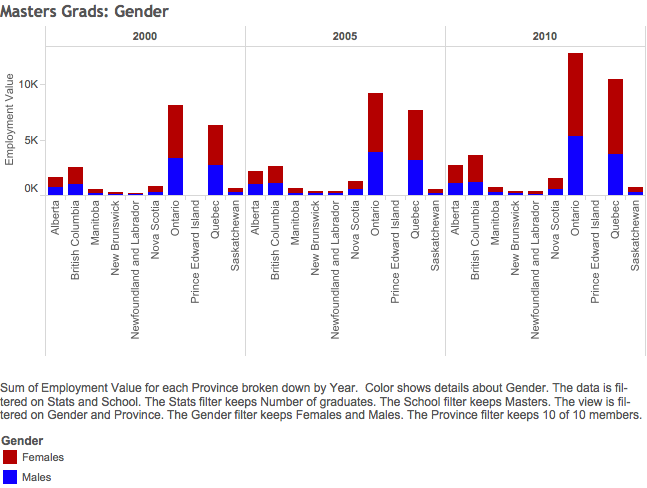 Masters Grads: Gender
2000
2005
2010
Employment Value
10K
5K
0K
Alberta
British Columbia
Manitoba
New Brunswick
Newfoundland and Labrador
Nova Scotia
Ontario
Prince Edward Island
Quebec
Saskatchewan
Alberta
British Columbia
Manitoba
New Brunswick
Newfoundland and Labrador
Nova Scotia
Ontario
Prince Edward Island
Quebec
Saskatchewan
Alberta
British Columbia
Manitoba
New Brunswick
Newfoundland and Labrador
Nova Scotia
Ontario
Prince Edward Island
Quebec
Saskatchewan
Sum of Employment Value for each Province broken down by Year.  Color shows details about Gender. The data is fil-
tered on Stats and School. The Stats filter keeps Number of graduates. The School filter keeps Masters. The view is fil-
tered on Gender and Province. The Gender filter keeps Females and Males. The Province filter keeps 10 of 10 members.
Gender
Females
Males